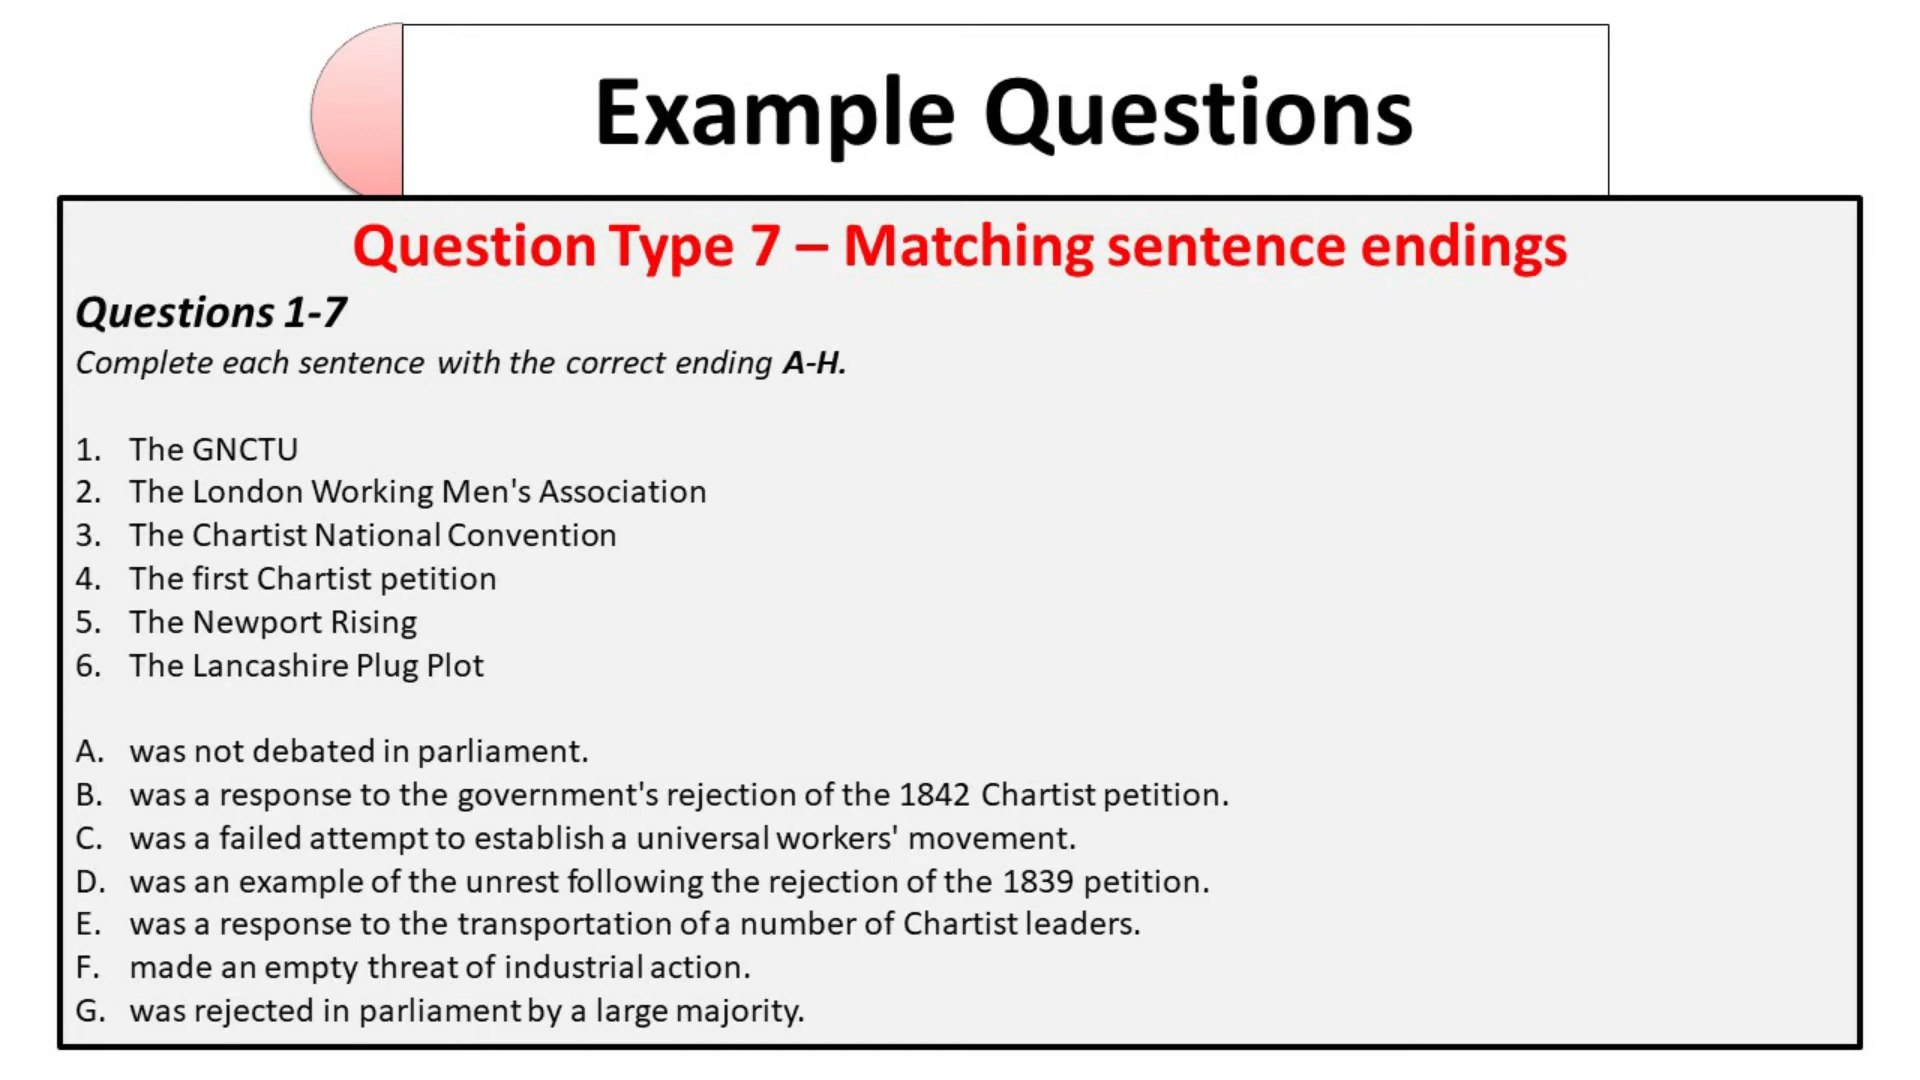 Example Questions
Question Type 7 – Matching sentence endings
Questions 1-7
Complete each sentence with the correct ending A-H.
1. The GNCTU
2. The London Working Men's Association
3. The Chartist National Convention
4. The first Chartist petition
5. The Newport Rising
6. The Lancashire Plug Plot
A. was not debated in parliament.
B. was a response to the government's rejection of the 1842 Chartist petition.
C. was a failed attempt to establish a universal workers' movement.
D. was an example of the unrest following the rejection of the 1839 petition.
E. was a response to the transportation of a number of Chartist leaders.
F. made an empty threat of industrial action.
G. was rejected in parliament by a large majority.